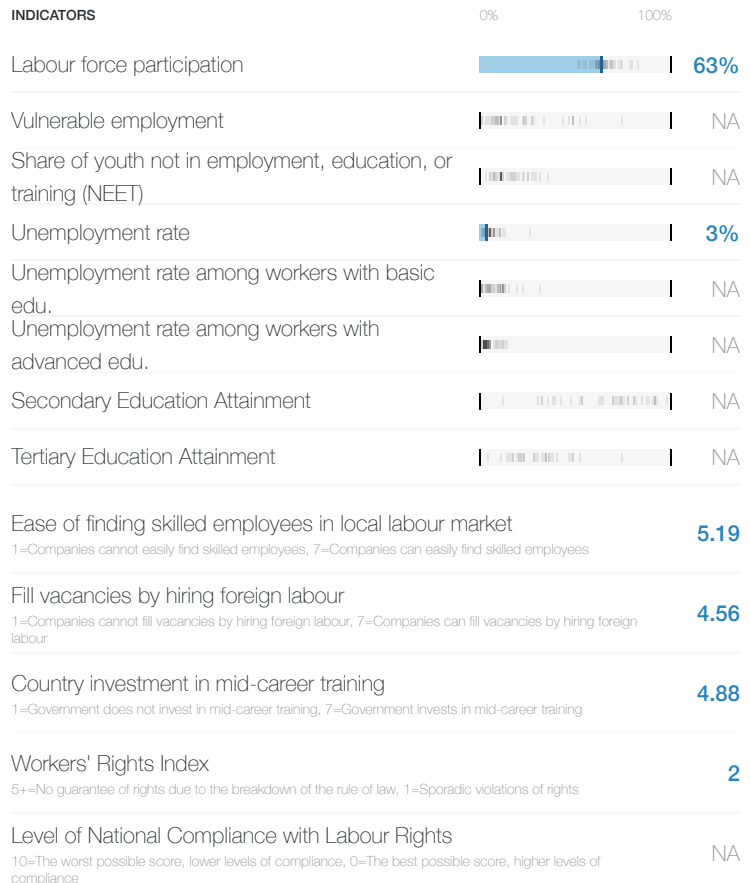 INDICATORS 0% 100%
Labour force participation 63%
Vulnerable employment NA
Share of youth not in employment, education, or
training (NEET) NA
Unemployment rate 3%
Unemployment rate among workers with basic
edu. NA
Unemployment rate among workers with
advanced edu. NA
Secondary Education Attainment NA
Tertiary Education Attainment NA
Ease of finding skilled employees in local labour market 5.19
1=Companies cannot easily find skilled employees, 7=Companies can easily find skilled employees
Fill vacancies by hiring foreign labour 4.56
1=Companies cannot fill vacancies by hiring foreign labour, 7=Companies can fill vacancies by hiring foreign
labour
Country investment in mid-career training 4.88
1=Government does not invest in mid-career training, 7=Government invests in mid-career training
Workers' Rights Index 2
5+=No guarantee of rights due to the breakdown of the rule of law, 1=Sporadic violations of rights
Level of National Compliance with Labour Rights NA
10=The worst possible score, lower levels of compliance, 0=The best possible score, higher levels of
compliance